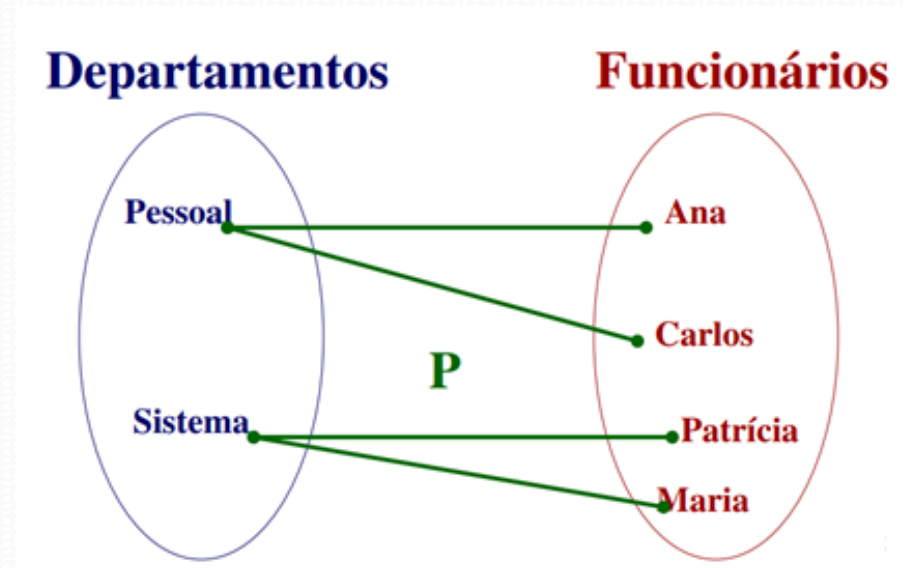 Departamentos Funcionários
Pessoal Ana
Carlos
P
Sistema Patrícia
Maria